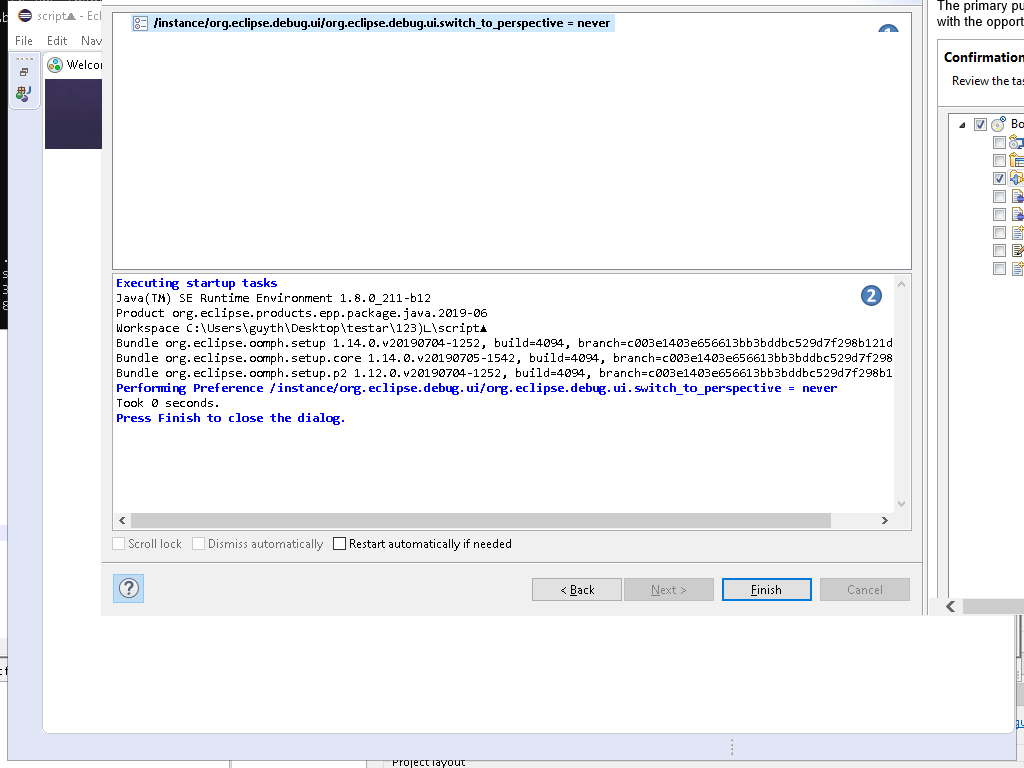 script▲ - Ecl
File Edit Nav
Welcom
/instance/org.eclipse.debug.ui/org.eclipse.debug.ui.switch_to_perspective = never
The primary pu
with the opport
Confirmation
Review the tas
Bo
Executing startup tasks
2
Java(TM) SE Runtime Environment 1.8.0_211-b12
Product org.eclipse.products.epp.package.java.2019-06
Workspace C:\Users\guyth\Desktop\testar\123)∟\script▲
Bundle org.eclipse.oomph.setup 1.14.0.v20190704-1252, build=4094, branch=c003e1403e656613bb3bddbc529d7f298b121d
Bundle org.eclipse.oomph.setup.core 1.14.0.v20190705-1542, build=4094, branch=c003e1403e656613bb3bddbc529d7f298
Bundle org.eclipse.oomph.setup.p2 1.12.0.v20190704-1252, build=4094, branch=c003e1403e656613bb3bddbc529d7f298b1
Performing Preference /instance/org.eclipse.debug.ui/org.eclipse.debug.ui.switch_to_perspective = never
Took 0 seconds.
Press Finish to close the dialog.
Scroll lock Dismiss automatically Restart automatically if needed
? < Back Next > Finish Cancel
Project layout